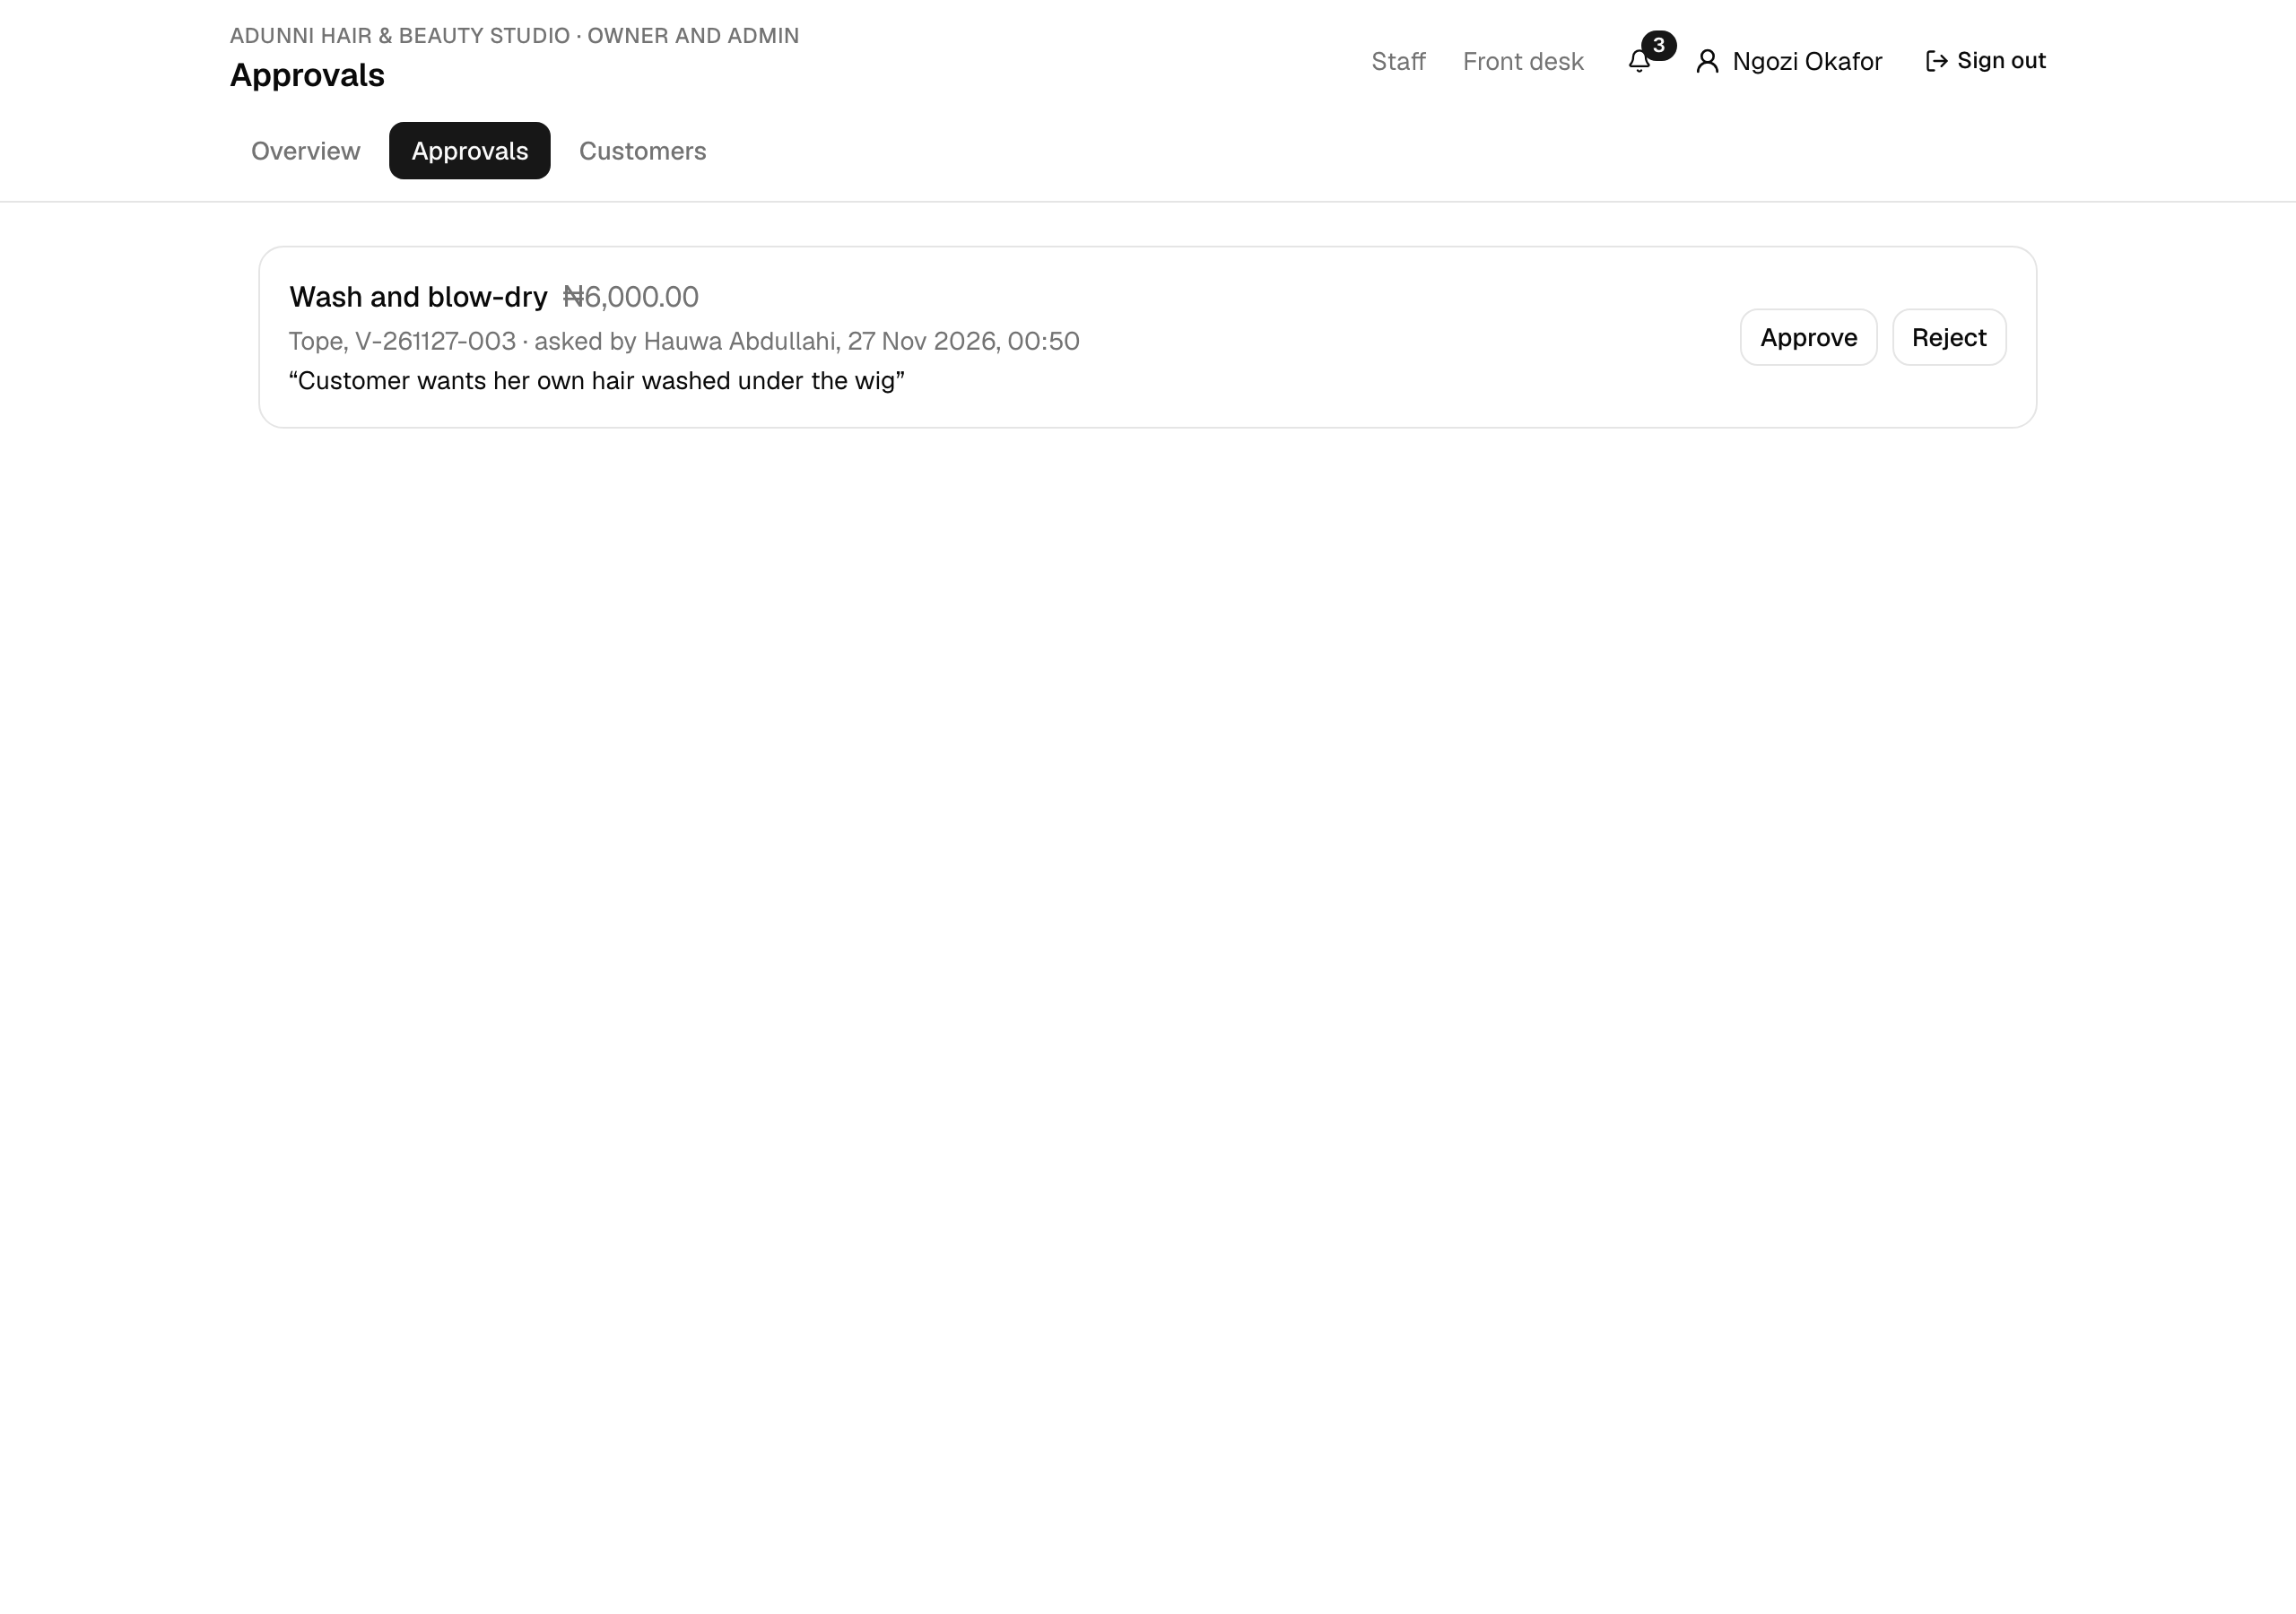 ADUNNI HAIR & BEAUTY STUDIO · OWNER AND ADMIN
Approvals
Staff
Front desk
3
Ngozi Okafor
Sign out
Overview
Approvals
Customers
Wash and blow-dry ₦6,000.00
Tope, V-261127-003 · asked by Hauwa Abdullahi, 27 Nov 2026, 00:50
“Customer wants her own hair washed under the wig”
Approve
Reject